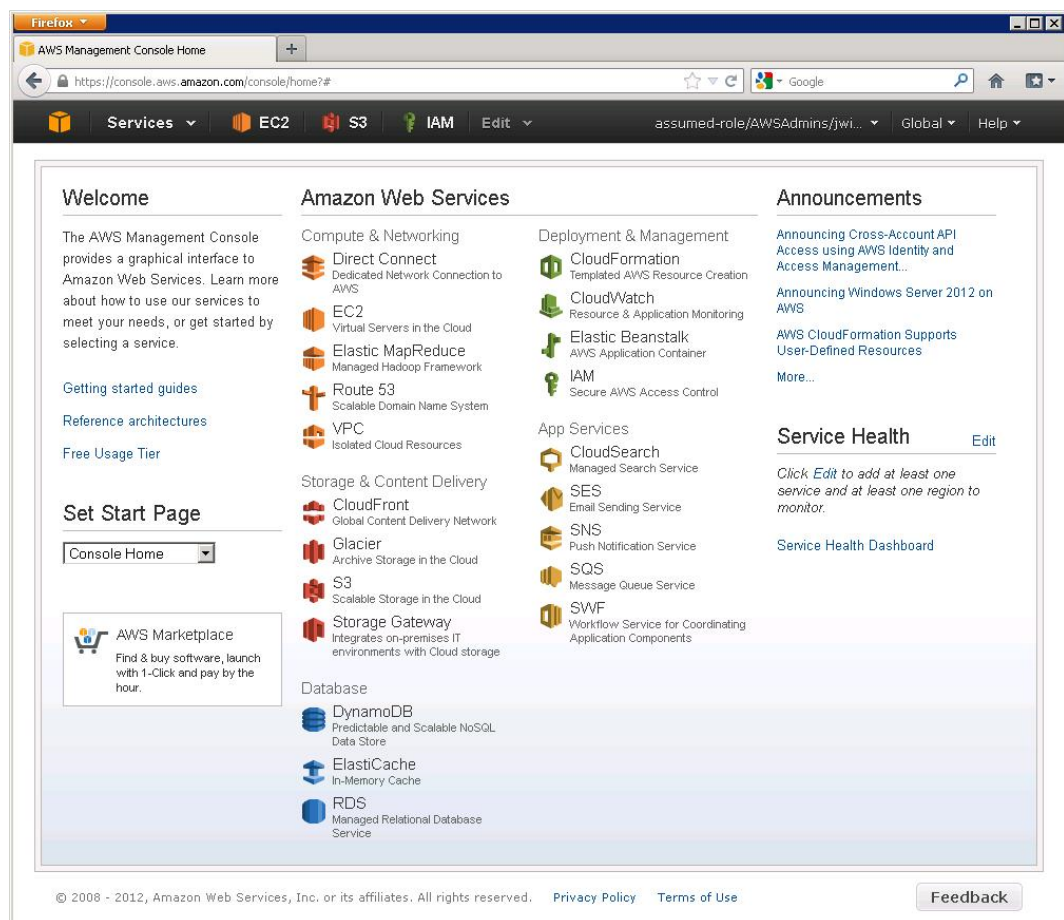 Firefox
AWS Management Console Home
https://console.aws.amazon.com/console/home?#
Google
Services
EC2
S3
IAM
Edit
assumed-role/AWSAdmins/jwi...
Global
Help
Welcome
The AWS Management Console
provides a graphical interface to
Amazon Web Services. Learn more
about how to use our services to
meet your needs, or get started by
selecting a service.
Getting started guides
Reference architectures
Free Usage Tier
Set Start Page
Console Home
AWS Marketplace
Find & buy software, launch
with 1-Click and pay by the
hour.
Amazon Web Services
Compute & Networking
Direct Connect
Dedicated Network Connection to
AWS
EC2
Virtual Servers in the Cloud
Elastic MapReduce
Managed Hadoop Framework
Route 53
Scalable Domain Name System
VPC
Isolated Cloud Resources
Storage & Content Delivery
CloudFront
Global Content Delivery Network
Glacier
Archive Storage in the Cloud
S3
Scalable Storage in the Cloud
Storage Gateway
Integrates on-premises IT
environments with Cloud storage
Database
DynamoDB
Predictable and Scalable NoSQL
Data Store
ElastiCache
In-Memory Cache
RDS
Managed Relational Database
Service
Deployment & Management
CloudFormation
Templated AWS Resource Creation
CloudWatch
Resource & Application Monitoring
Elastic Beanstalk
AWS Application Container
IAM
Secure AWS Access Control
App Services
CloudSearch
Managed Search Service
SES
Email Sending Service
SNS
Push Notification Service
SQS
Message Queue Service
SWF
Workflow Service for Coordinating
Application Components
Announcements
Announcing Cross-Account API
Access using AWS Identity and
Access Management...
Announcing Windows Server 2012 on
AWS
AWS CloudFormation Supports
User-Defined Resources
More...
Service Health
Edit
Click Edit to add at least one
service and at least one region to
monitor.
Service Health Dashboard
© 2008 - 2012, Amazon Web Services, Inc. or its affiliates. All rights reserved.
Privacy Policy
Terms of Use
Feedback